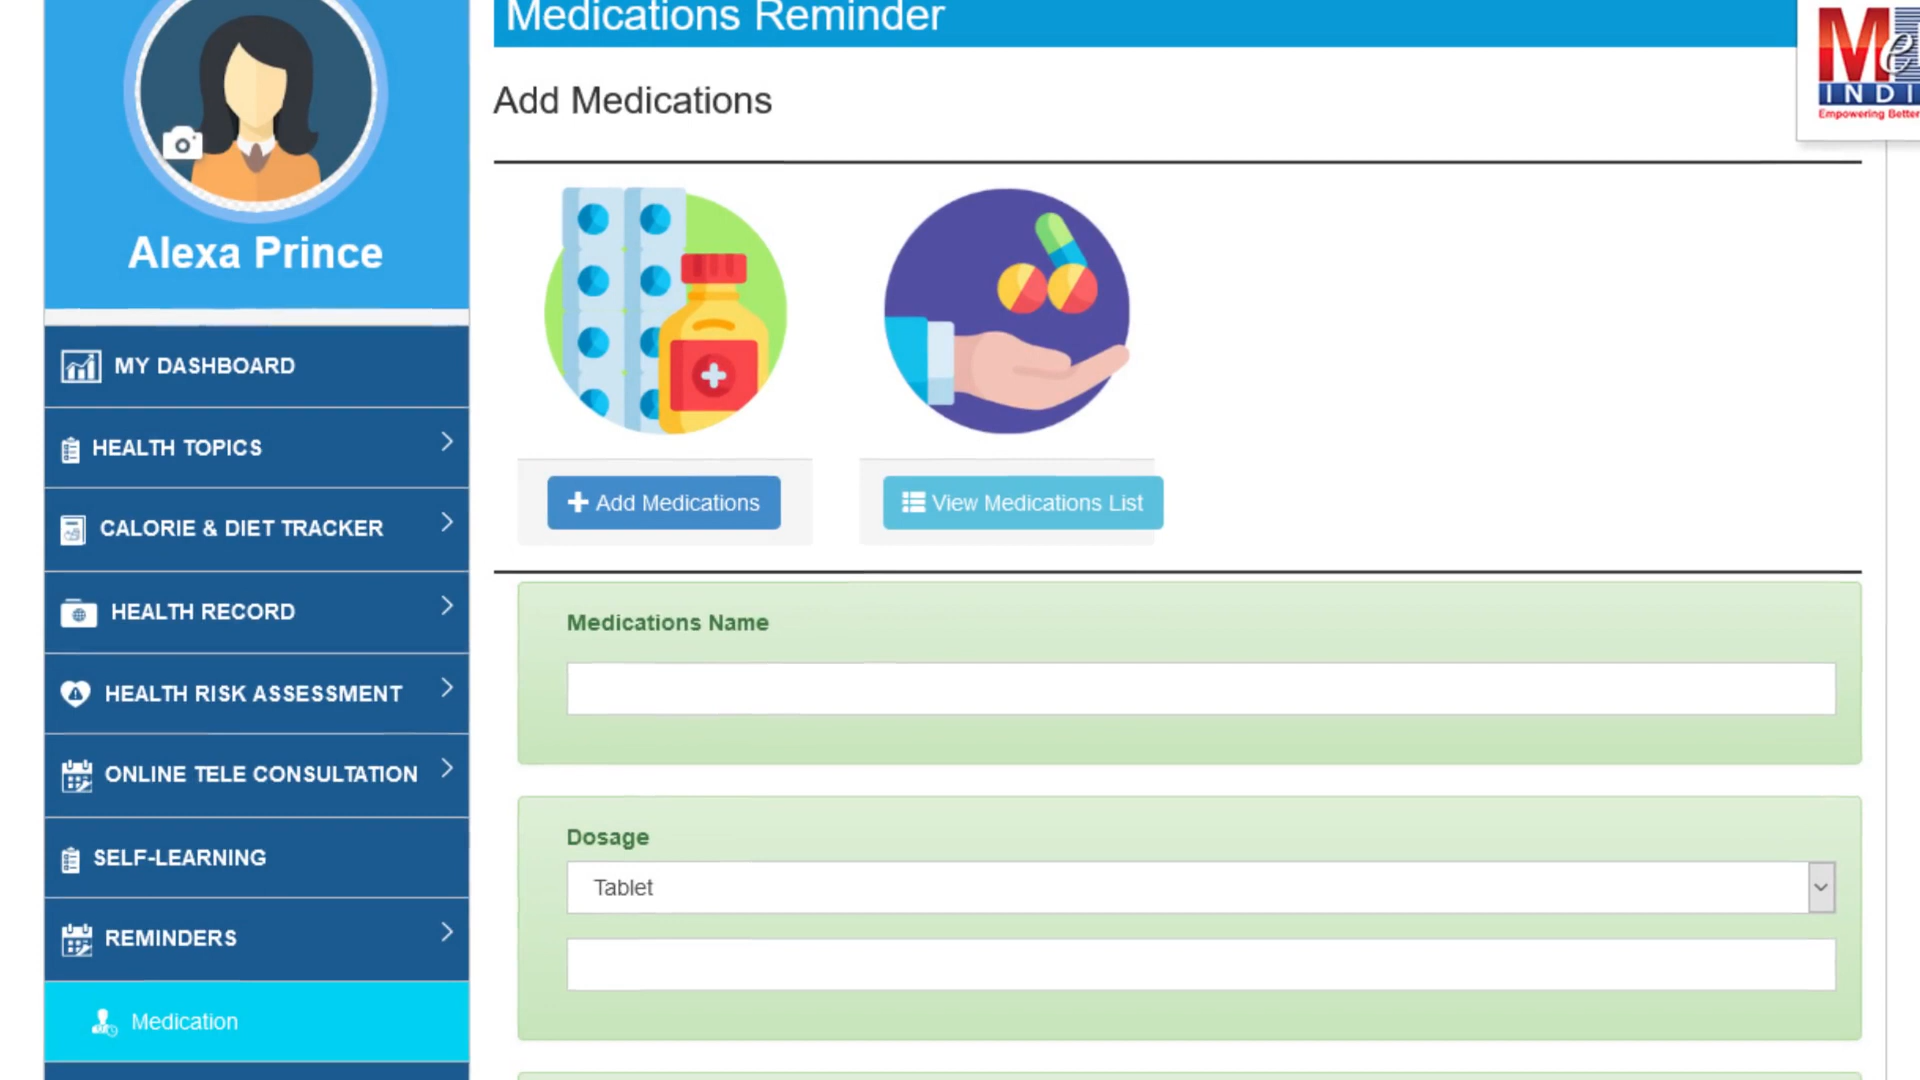 Medications Reminder
Add Medications
INDI
Empowering Better
Alexa Prince
Add Medications
View Medications List
MY DASHBOARD
HEALTH TOPICS
CALORIE & DIET TRACKER
HEALTH RECORD
HEALTH RISK ASSESSMENT
ONLINE TELE CONSULTATION
SELF-LEARNING
REMINDERS
Medication
Medications Name
Dosage
Tablet